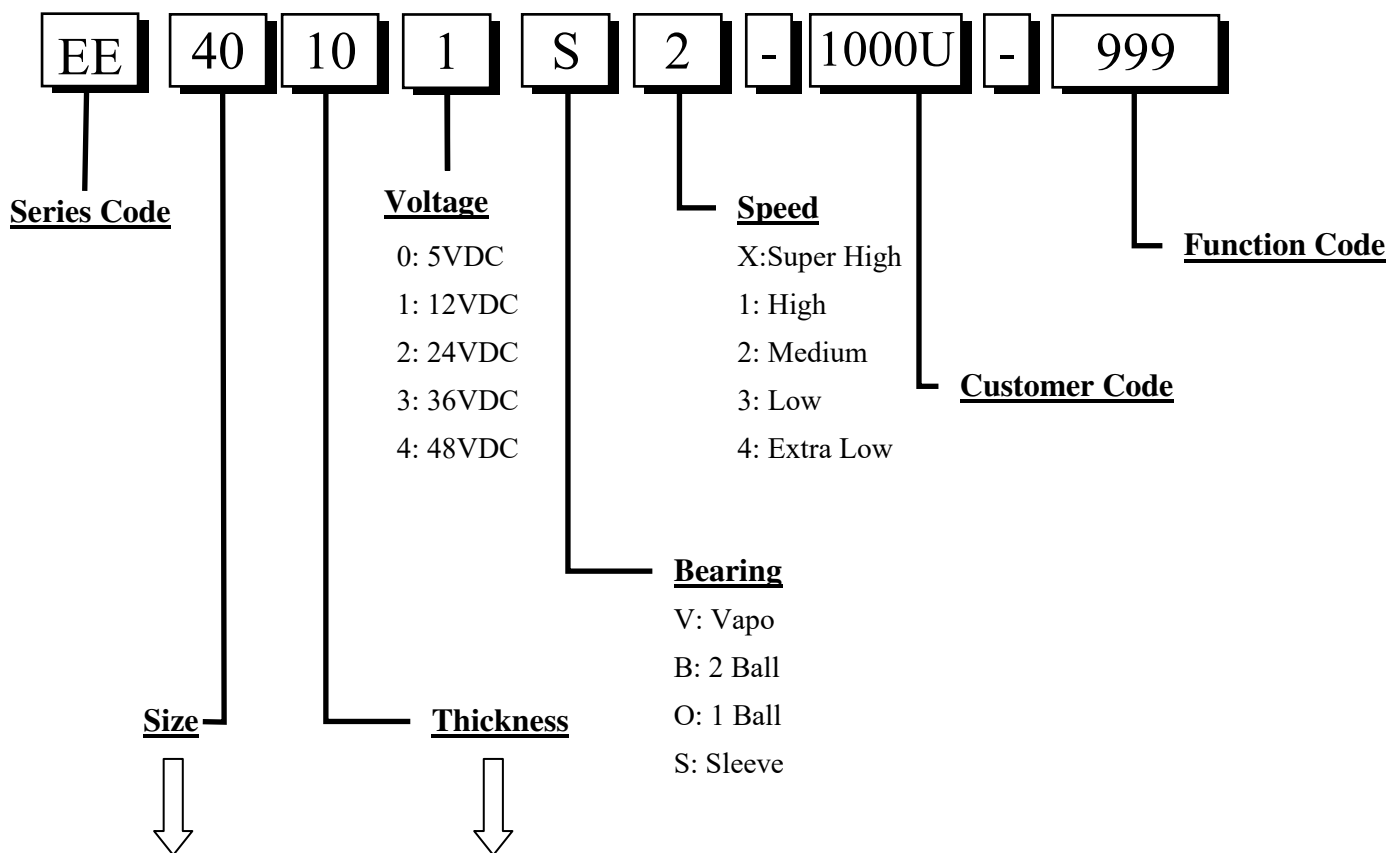 EE 40 10 1 S 2 - 1000U - 999
Series Code
Voltage
0: 5VDC
1: 12VDC
2: 24VDC
3: 36VDC
4: 48VDC
Speed
X:Super High
1: High
2: Medium
3: Low
4: Extra Low
Function Code
Customer Code
Bearing
V: Vapo
B: 2 Ball
O: 1 Ball
S: Sleeve
Size
Thickness